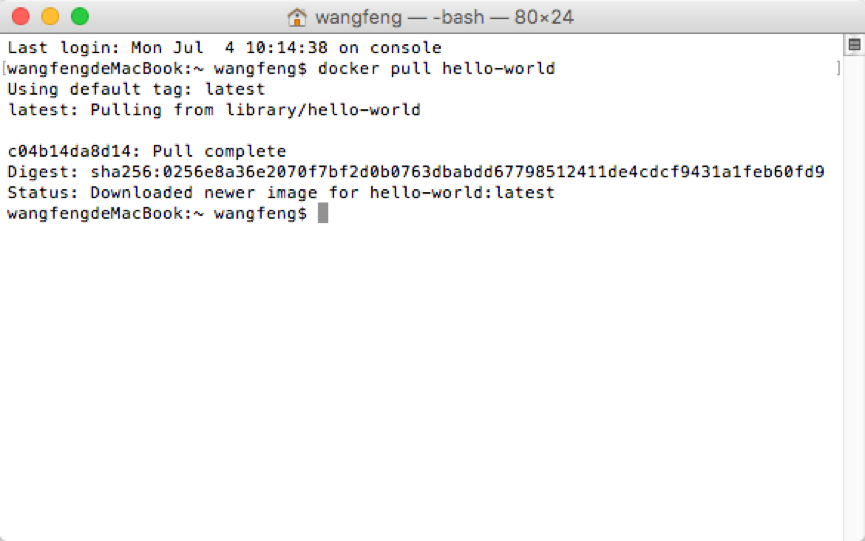 wangfeng — -bash — 80×24
Last login: Mon Jul  4 10:14:38 on console
[wangfengdeMacBook:~ wangfeng$ docker pull hello-world ]
Using default tag: latest
latest: Pulling from library/hello-world
c04b14da8d14: Pull complete
Digest: sha256:0256e8a36e2070f7bf2d0b0763dbabdd67798512411de4cdcf9431a1feb60fd9
Status: Downloaded newer image for hello-world:latest
wangfengdeMacBook:~ wangfeng$